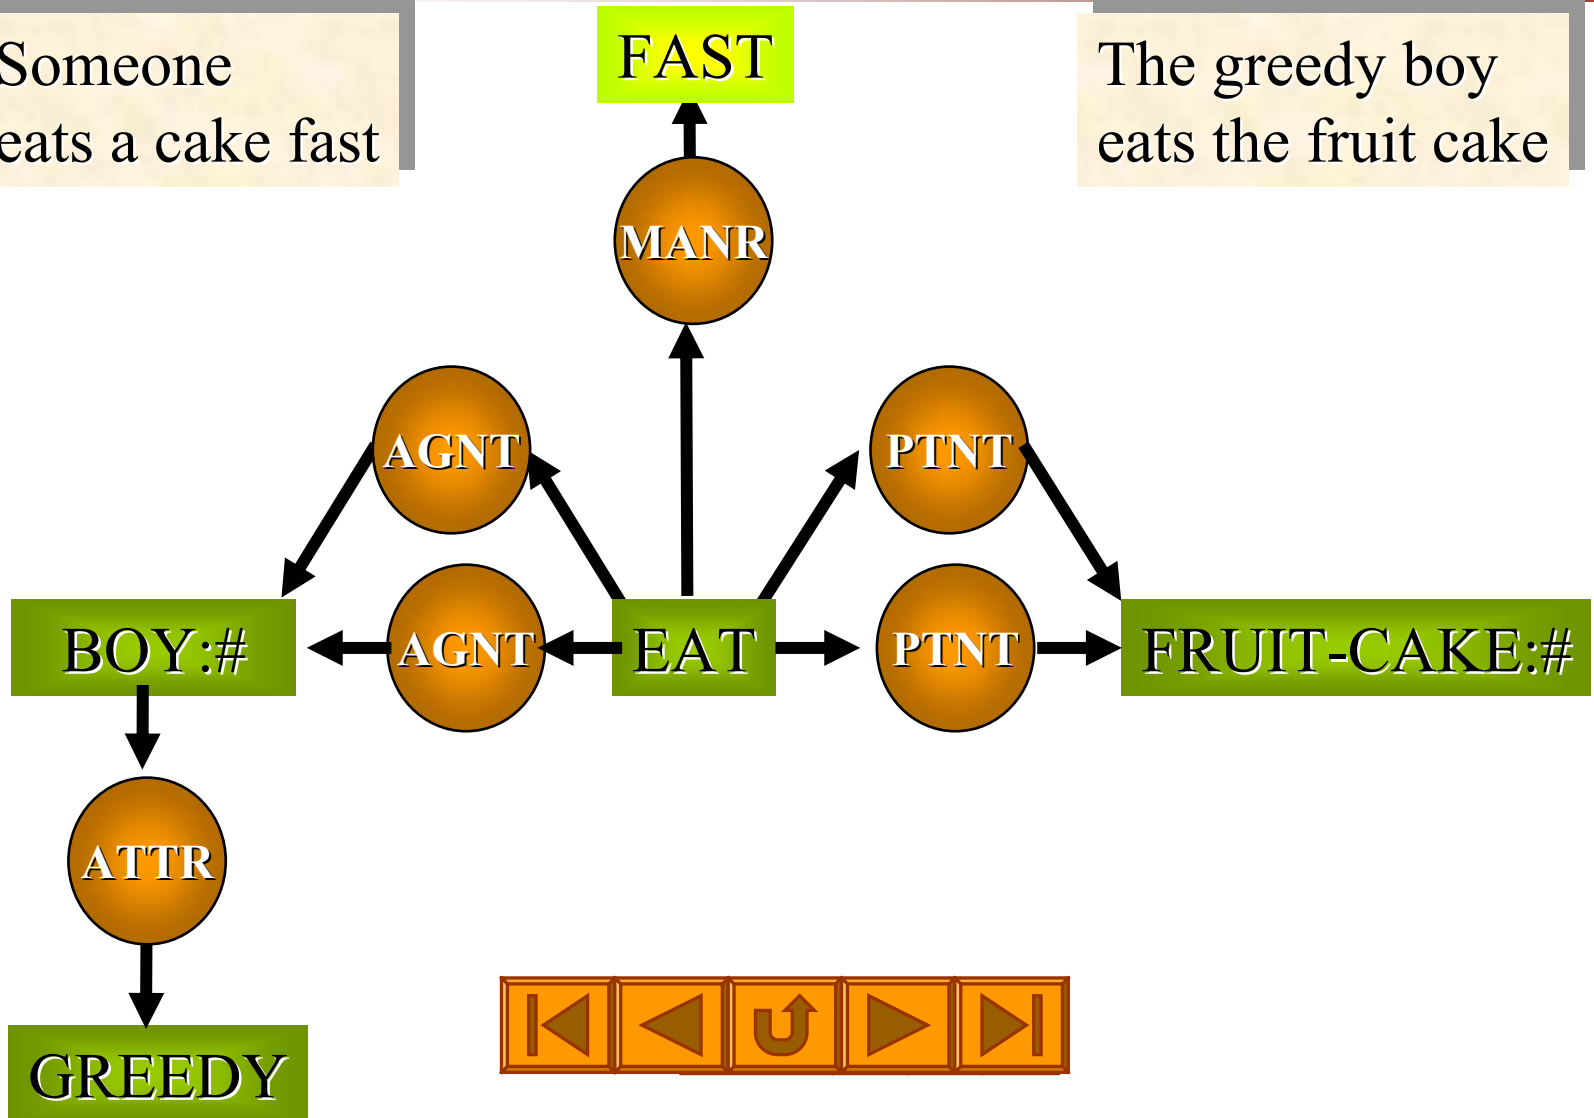 Someone
eats a cake fast
FAST
The greedy boy
eats the fruit cake
MANR
AGNT
PTNT
BOY:#
AGNT
EAT
PTNT
FRUIT-CAKE:#
ATTR
GREEDY